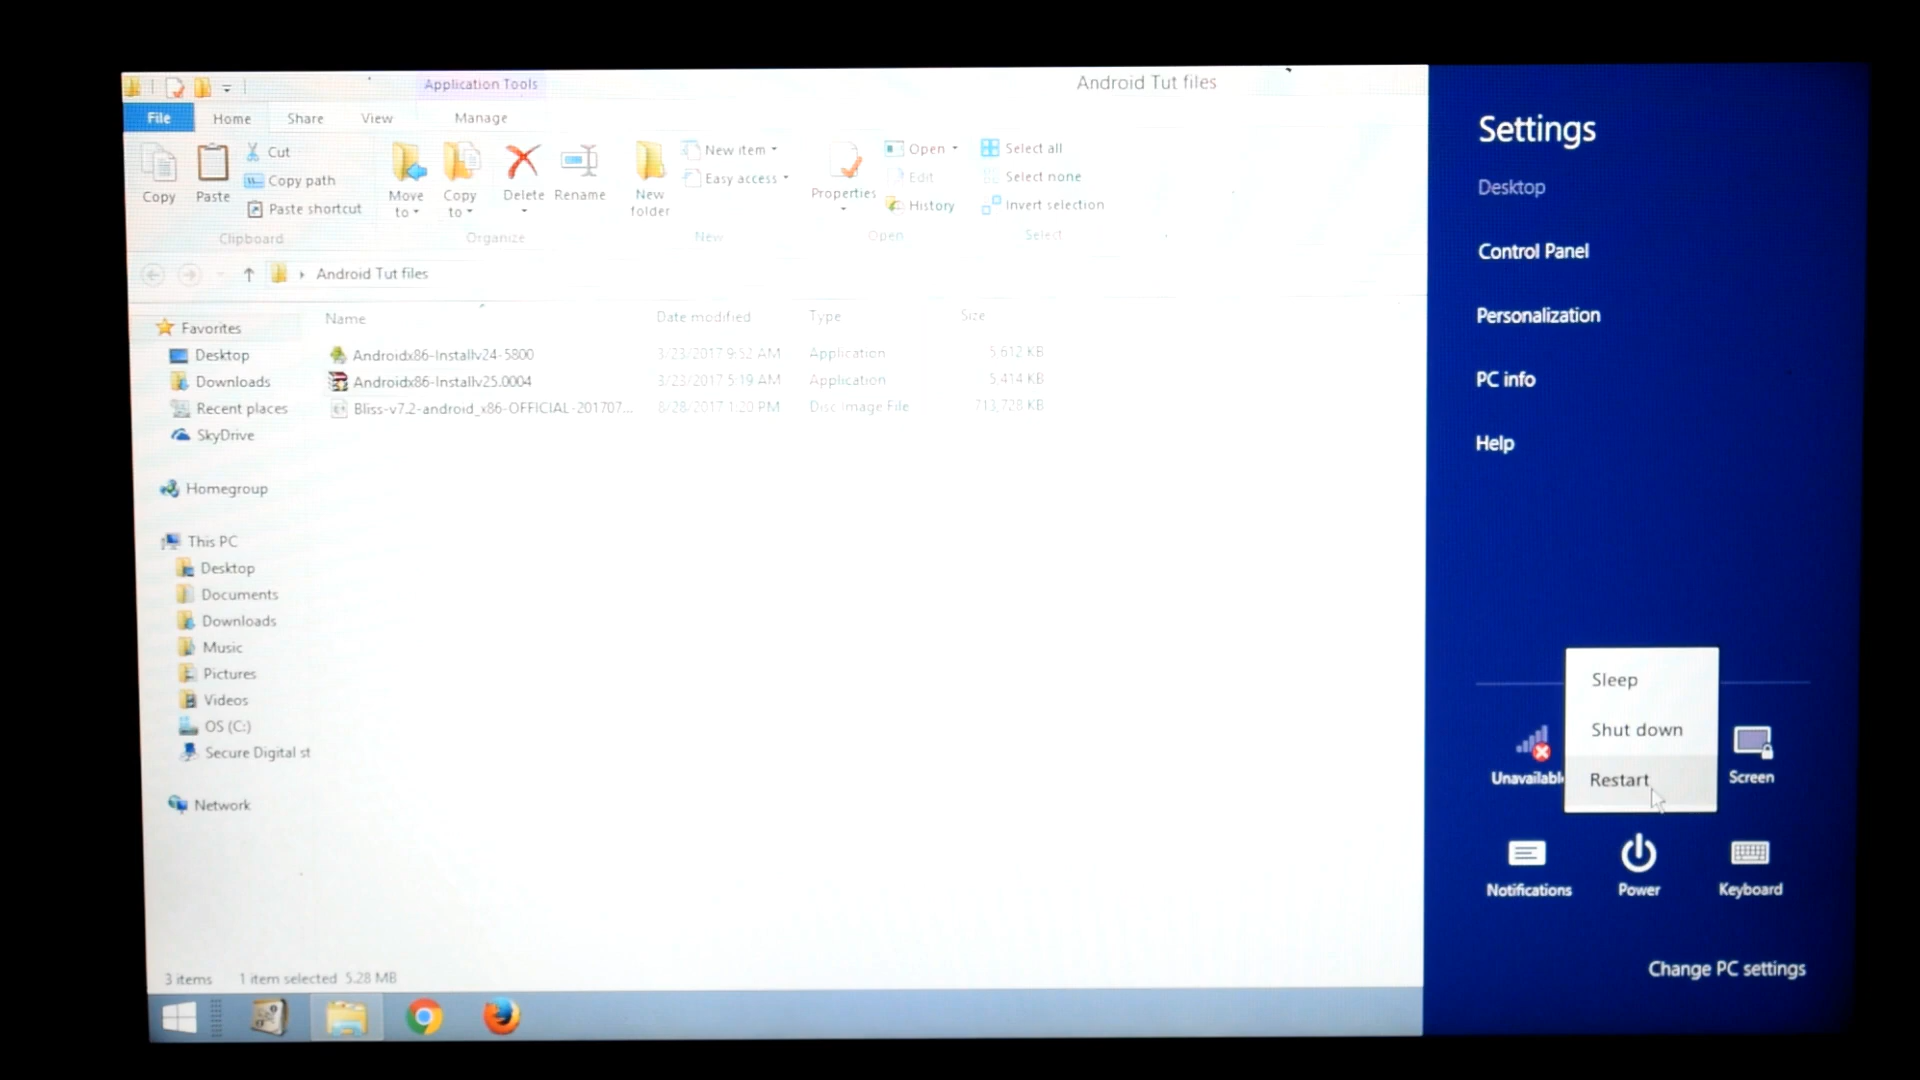 Application Tools
Android Tut files
File
Home
Share
View
Manage
Copy
Paste
Cut
Copy path
Paste shortcut
Clipboard
Move to
Copy to
Delete
Rename
Organize
New folder
New item
Easy access
New
Properties
Open
Edit
History
Open
Select all
Select none
Invert selection
Select
Android Tut files
Name
Date modified
Type
Size
Androidx86-Installv24-5800
3/23/2017 9:52 AM
Application
5,612 KB
Androidx86-Installv25.0004
3/23/2017 5:19 AM
Application
5,414 KB
Bliss-v7.2-android_x86-OFFICIAL-201707...
8/28/2017 1:20 PM
Disc Image File
713,728 KB
Favorites
Desktop
Downloads
Recent places
SkyDrive
Homegroup
This PC
Desktop
Documents
Downloads
Music
Pictures
Videos
OS (C:)
Secure Digital st
Network
3 items
1 item selected 5.28 MB
Settings
Desktop
Control Panel
Personalization
PC info
Help
Sleep
Shut down
Restart
Unavailabl
Screen
Notifications
Power
Keyboard
Change PC settings